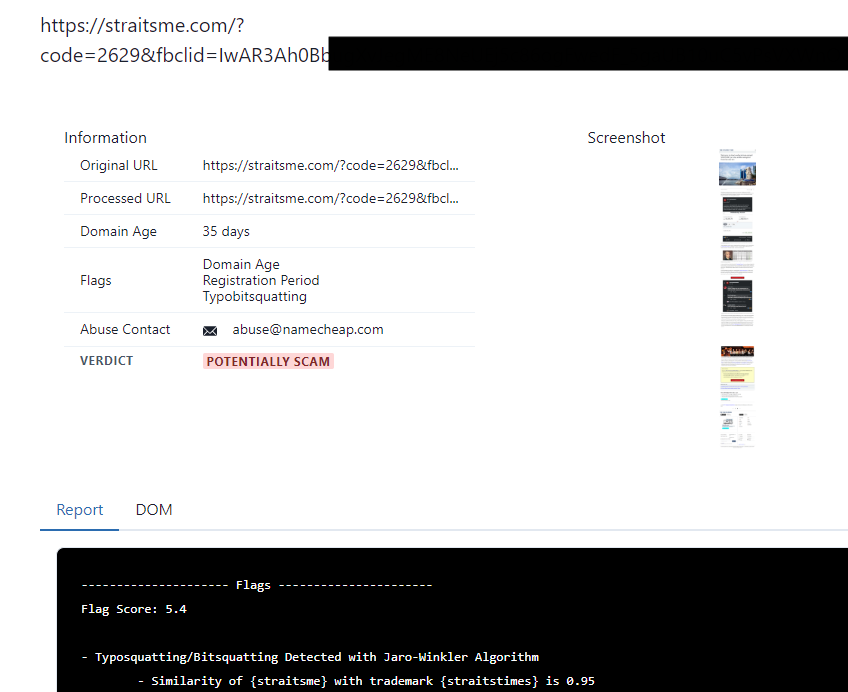 https://straitsme.com/?
code=2629&fbclid=IwAR3Ah0Bb
Information
Screenshot
Original URL https://straitsme.com/?code=2629&fbcl...
Processed URL https://straitsme.com/?code=2629&fbcl...
Domain Age 35 days
Flags
Domain Age
Registration Period
Typobitsquatting
Abuse Contact abuse@namecheap.com
VERDICT POTENTIALLY SCAM
Report DOM
--------------------- Flags ----------------------
Flag Score: 5.4
- Typosquatting/Bitsquatting Detected with Jaro-Winkler Algorithm
- Similarity of {straitsme} with trademark {straitstimes} is 0.95